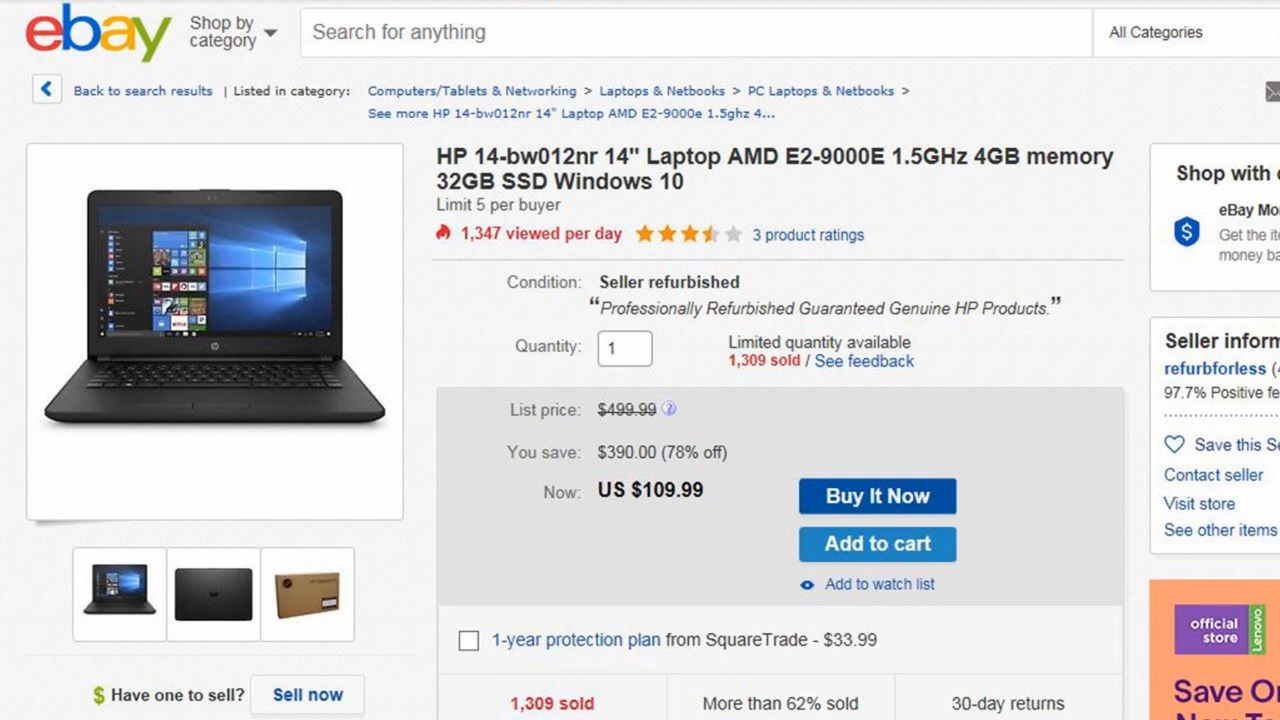 ebay
Shop by
category
Search for anything
All Categories
Back to search results | Listed in category:
Computers/Tablets & Networking > Laptops & Netbooks > PC Laptops & Netbooks >
See more HP 14-bw012nr 14" Laptop AMD E2-9000e 1.5ghz 4...
HP 14-bw012nr 14" Laptop AMD E2-9000E 1.5GHz 4GB memory
32GB SSD Windows 10
Limit 5 per buyer
1,347 viewed per day
3 product ratings
Condition: Seller refurbished
“Professionally Refurbished Guaranteed Genuine HP Products.”
Quantity: 1
Limited quantity available
1,309 sold / See feedback
List price: $499.99
You save: $390.00 (78% off)
Now: US $109.99
Buy It Now
Add to cart
Add to watch list
1-year protection plan from SquareTrade - $33.99
1,309 sold
More than 62% sold
30-day returns
$ Have one to sell?
Sell now
Shop with
eBay
Get the
money
Seller
refurbforless
97.7% Positive
Save this
Contact seller
Visit store
See other items
official
store
Lenovo
Save